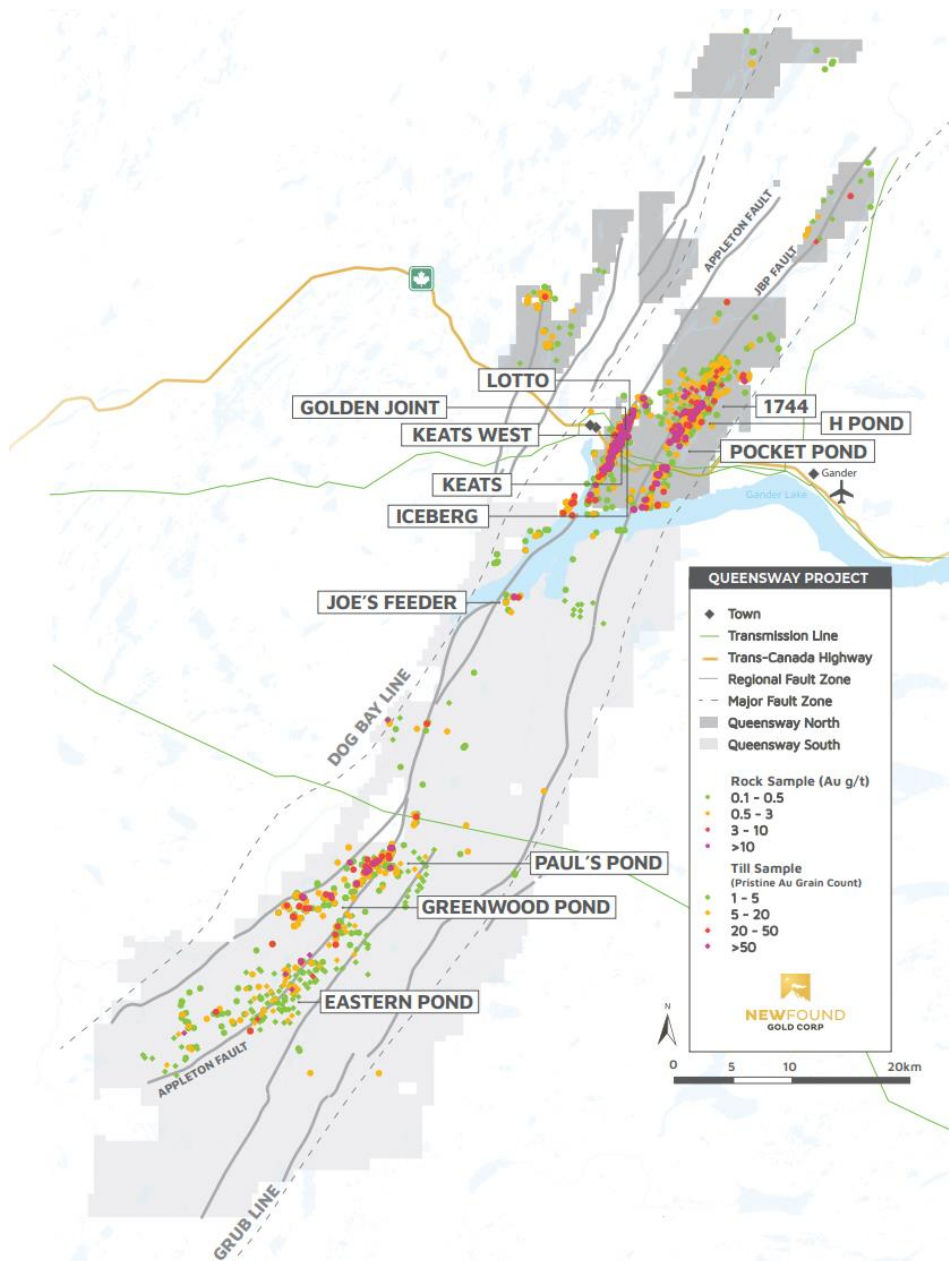 APPLETON FAULT
JBP FAULT
LOTTO
GOLDEN JOINT
1744
KEATS WEST
H POND
POCKET POND
KEATS
Gander
Gander Lake
ICEBERG
JOE'S FEEDER
DOG BAY LINE
PAUL'S POND
GREENWOOD POND
EASTERN POND
APPLETON FAULT
GRUB LINE
QUEENSWAY PROJECT
Town
Transmission Line
Trans-Canada Highway
Regional Fault Zone
Major Fault Zone
Queensway North
Queensway South
Rock Sample (Au g/t)
0.1 - 0.5
0.5 - 3
3 - 10
>10
Till Sample
(Pristine Au Grain Count)
1 - 5
5 - 20
20 - 50
>50
NEWFOUND
GOLD CORP
N
0 5 10 20km